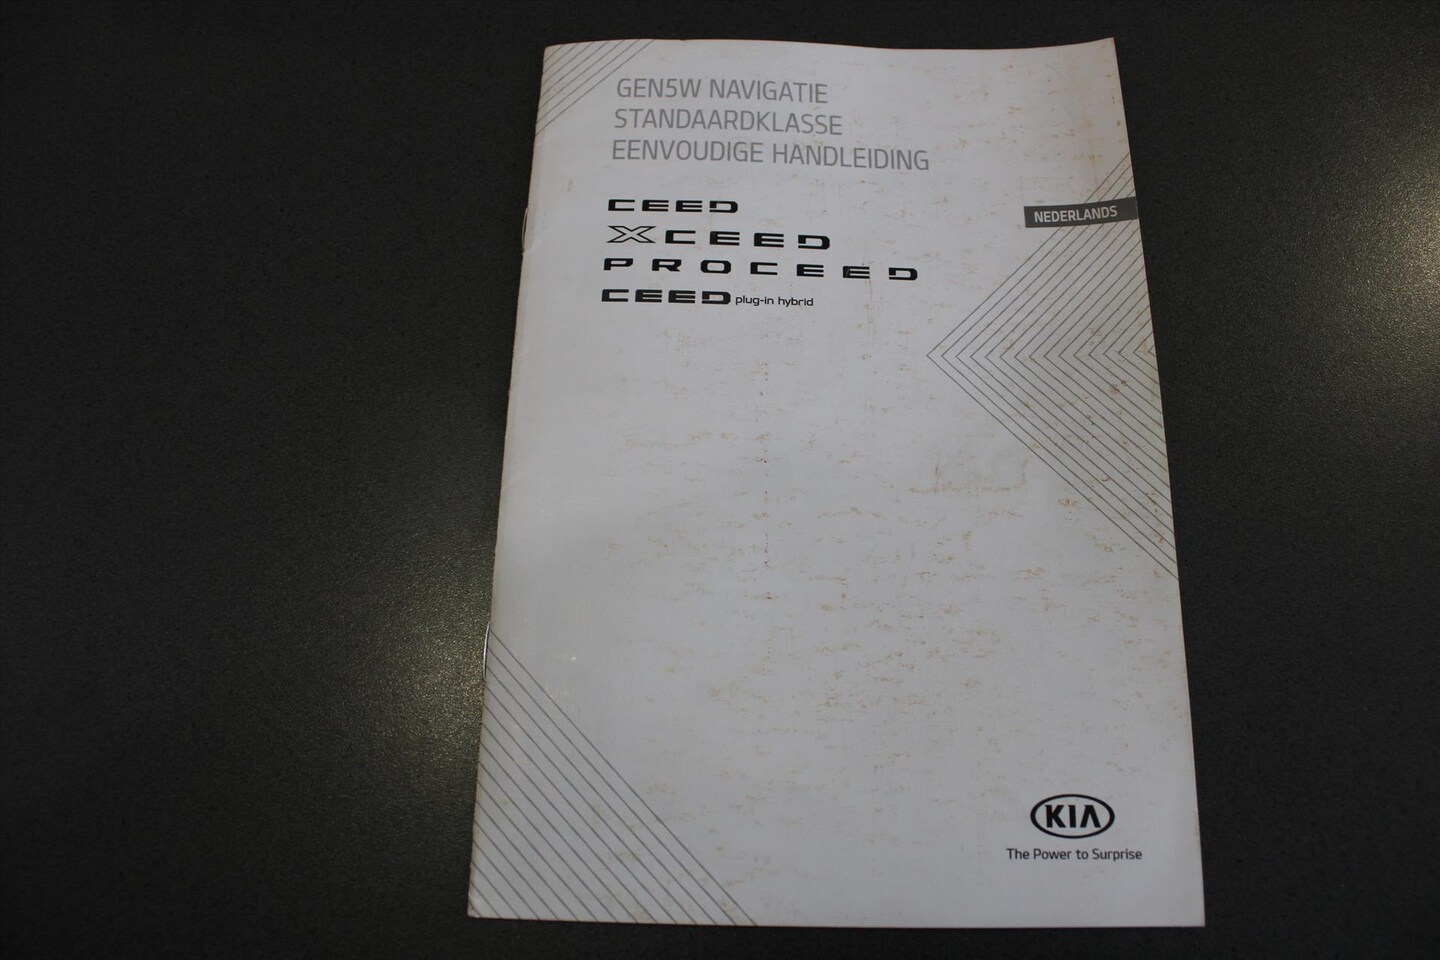 GEN5W NAVIGATIE
STANDAARDKLASSE
EENVOUDIGE HANDLEIDING
CEED
XCEED
PROCEED
CEED plug-in hybrid
NEDERLANDS
KIA
The Power to Surprise